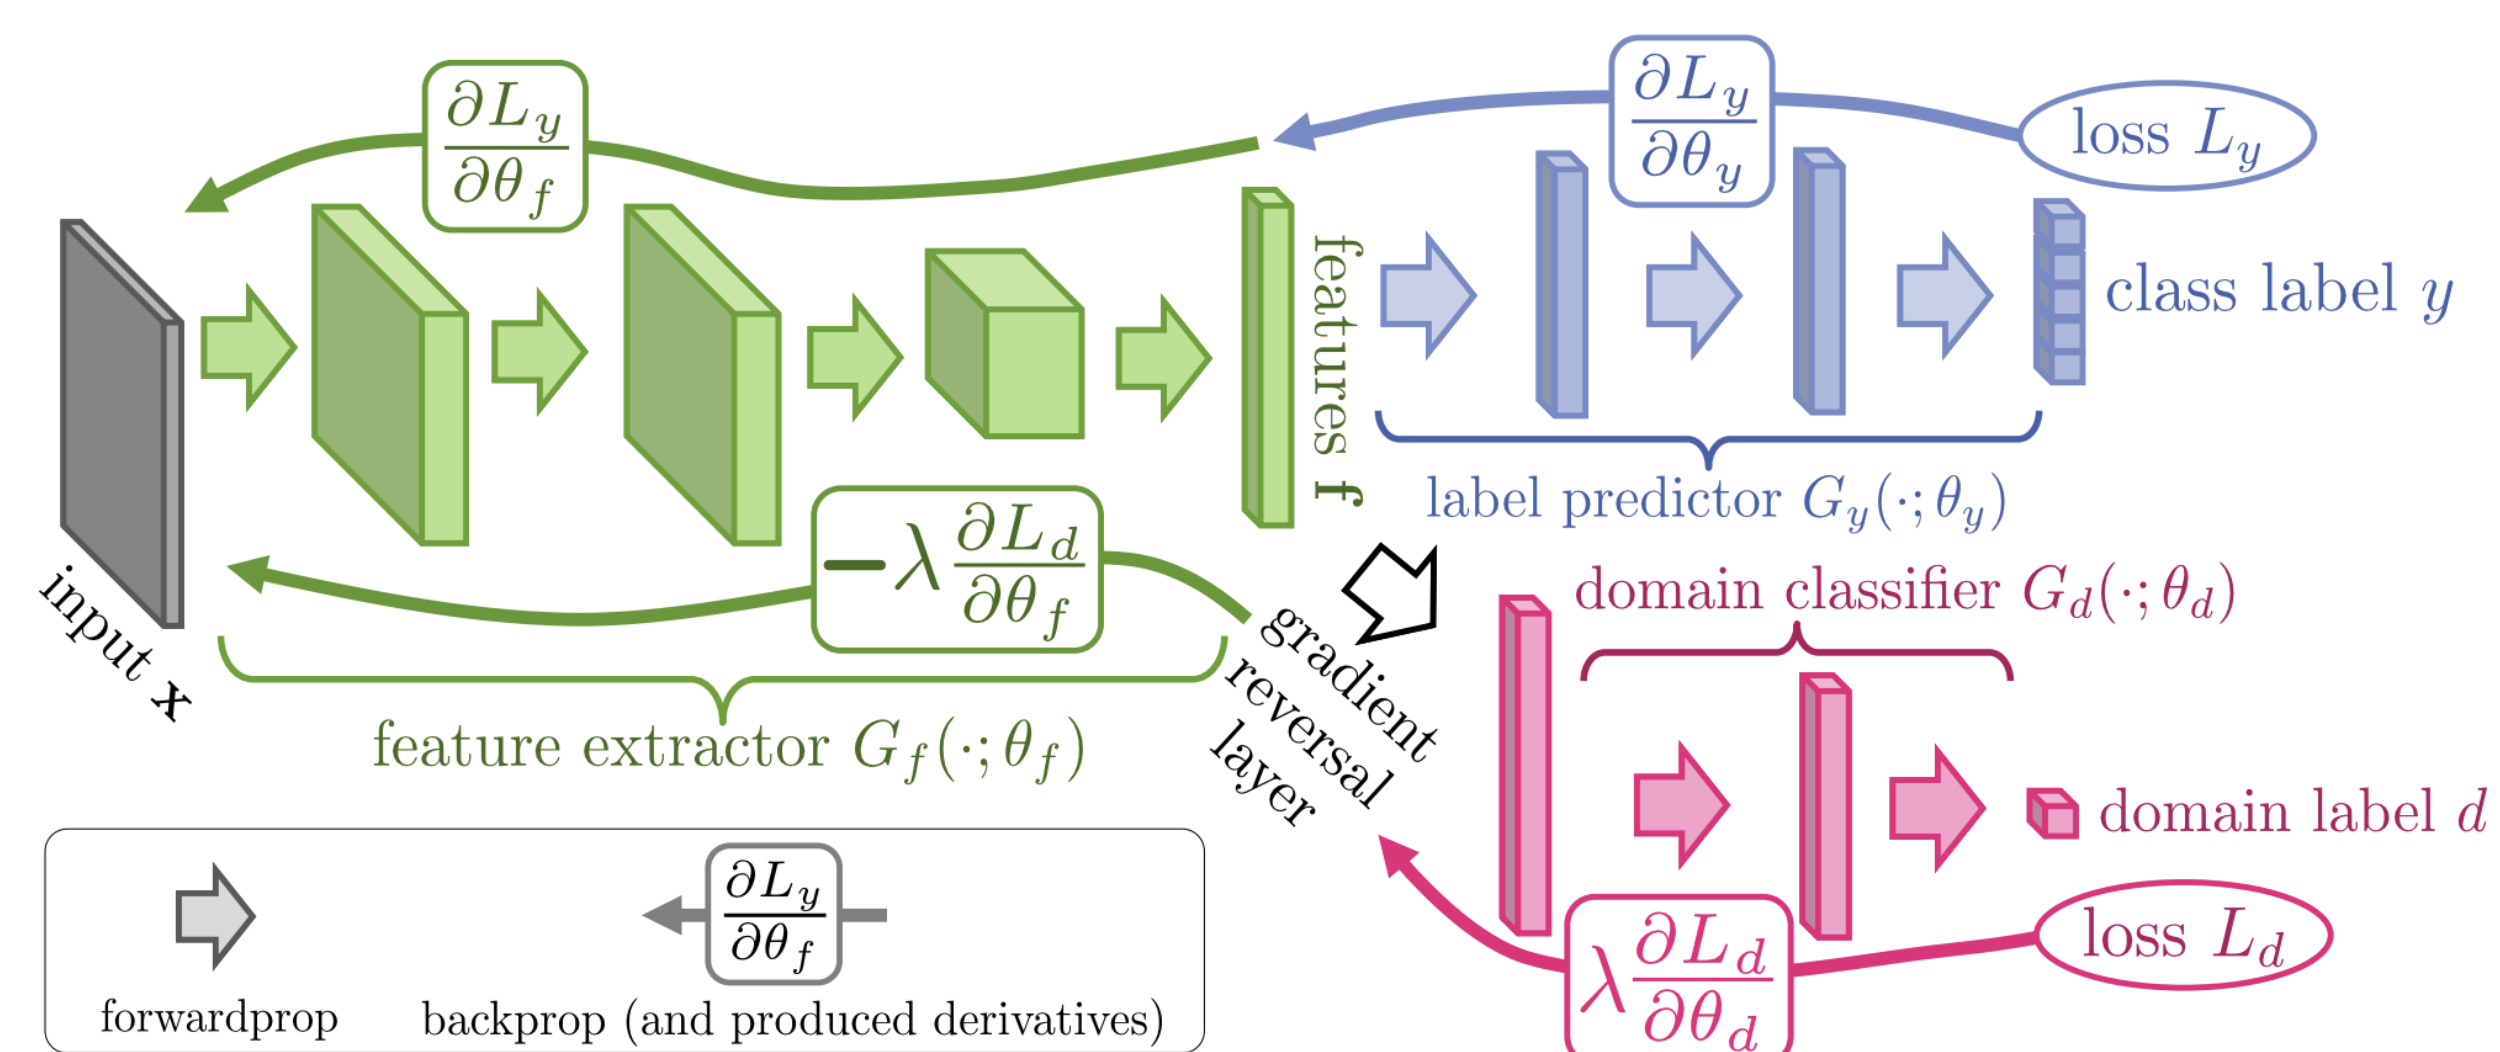 ∂L_y
∂θ_f
∂L_y
∂θ_y
loss L_y
features f
class label y
label predictor G_y(·; θ_y)
−λ ∂L_d
∂θ_f
input x
feature extractor G_f(·; θ_f)
gradient
reversal
layer
domain classifier G_d(·; θ_d)
domain label d
λ ∂L_d
∂θ_d
loss L_d
∂L_y
∂θ_f
forwardprop
backprop (and produced derivatives)